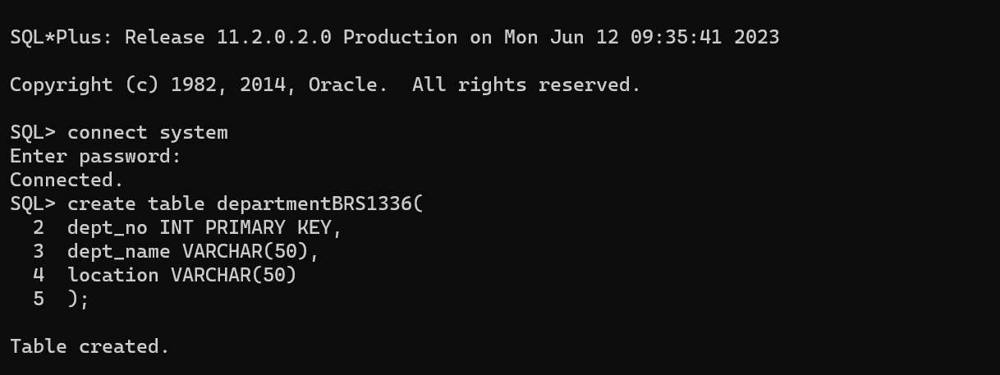 SQL*Plus: Release 11.2.0.2.0 Production on Mon Jun 12 09:35:41 2023
Copyright (c) 1982, 2014, Oracle.  All rights reserved.
SQL> connect system
Enter password:
Connected.
SQL> create table departmentBRS1336(
  2  dept_no INT PRIMARY KEY,
  3  dept_name VARCHAR(50),
  4  location VARCHAR(50)
  5  );
Table created.